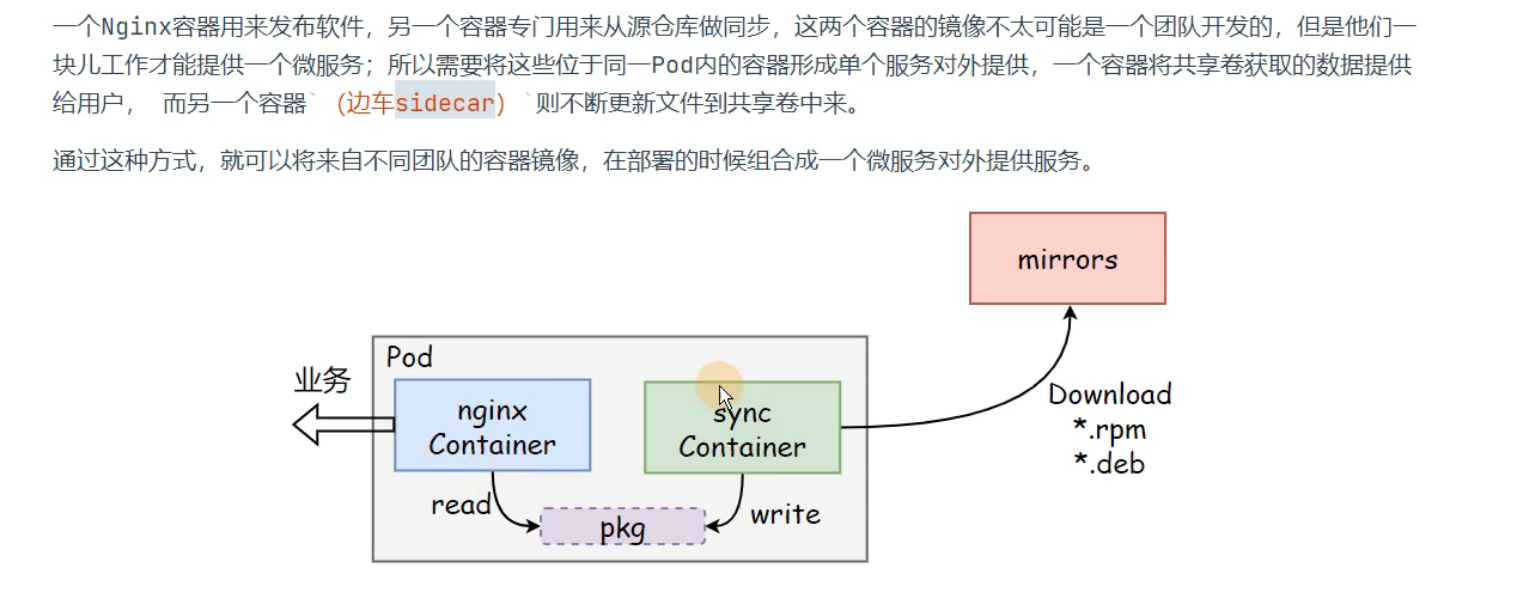 一个Nginx容器用来发布软件，另一个容器专门用来从源仓库做同步，这两个容器的镜像不太可能是一个团队开发的，但是他们一
块儿工作才能提供一个微服务；所以需要将这些位于同一Pod内的容器形成单个服务对外提供，一个容器将共享卷获取的数据提供
给用户， 而另一个容器`（边车sidecar）`则不断更新文件到共享卷中来。
通过这种方式，就可以将来自不同团队的容器镜像，在部署的时候组合成一个微服务对外提供服务。
mirrors
Pod
业务
nginx
Container
sync
Container
Download
*.rpm
*.deb
read
pkg
write